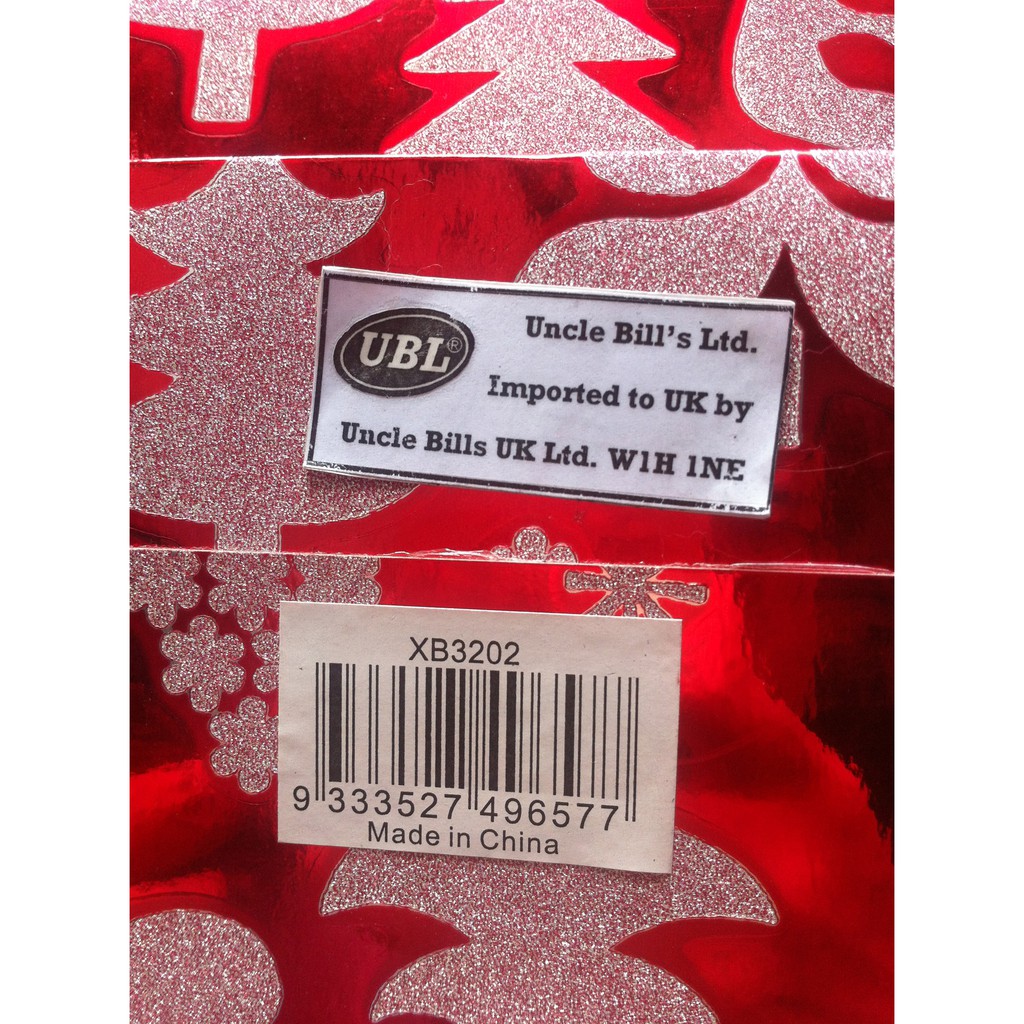 UBL®
Uncle Bill's Ltd.
Imported to UK by
Uncle Bills UK Ltd. W1H 1NE
XB3202
9 333527 496577
Made in China